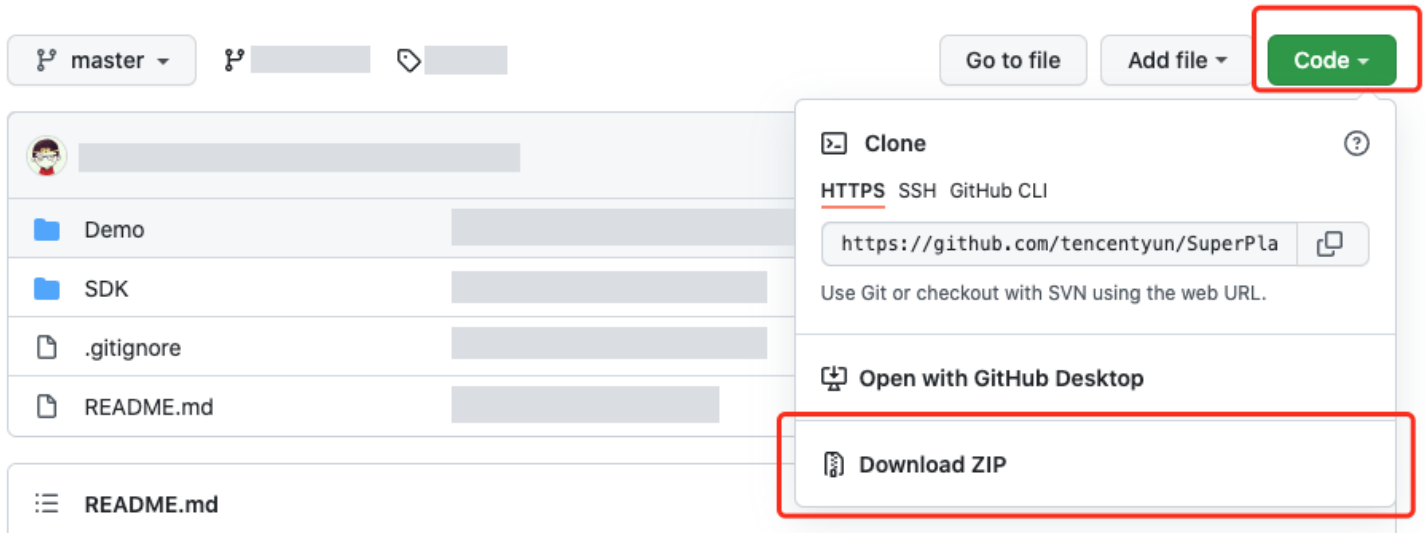 master
Go to file
Add file
Code
Clone
HTTPS SSH GitHub CLI
https://github.com/tencentyun/SuperPla
Use Git or checkout with SVN using the web URL.
Open with GitHub Desktop
Download ZIP
Demo
SDK
.gitignore
README.md
README.md